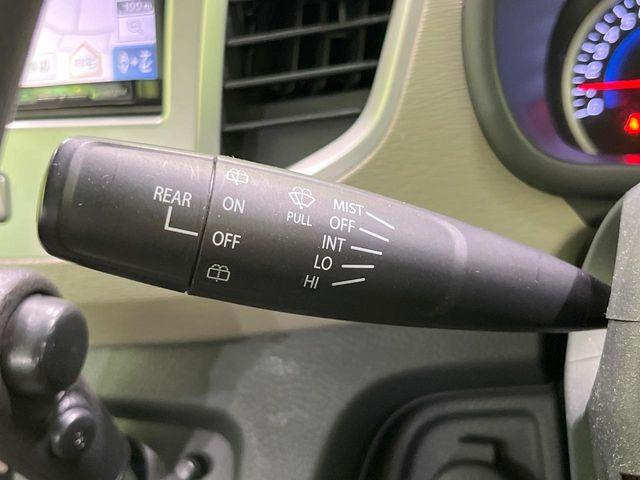 REAR
ON
OFF
PULL
MIST
OFF
INT
LO
HI